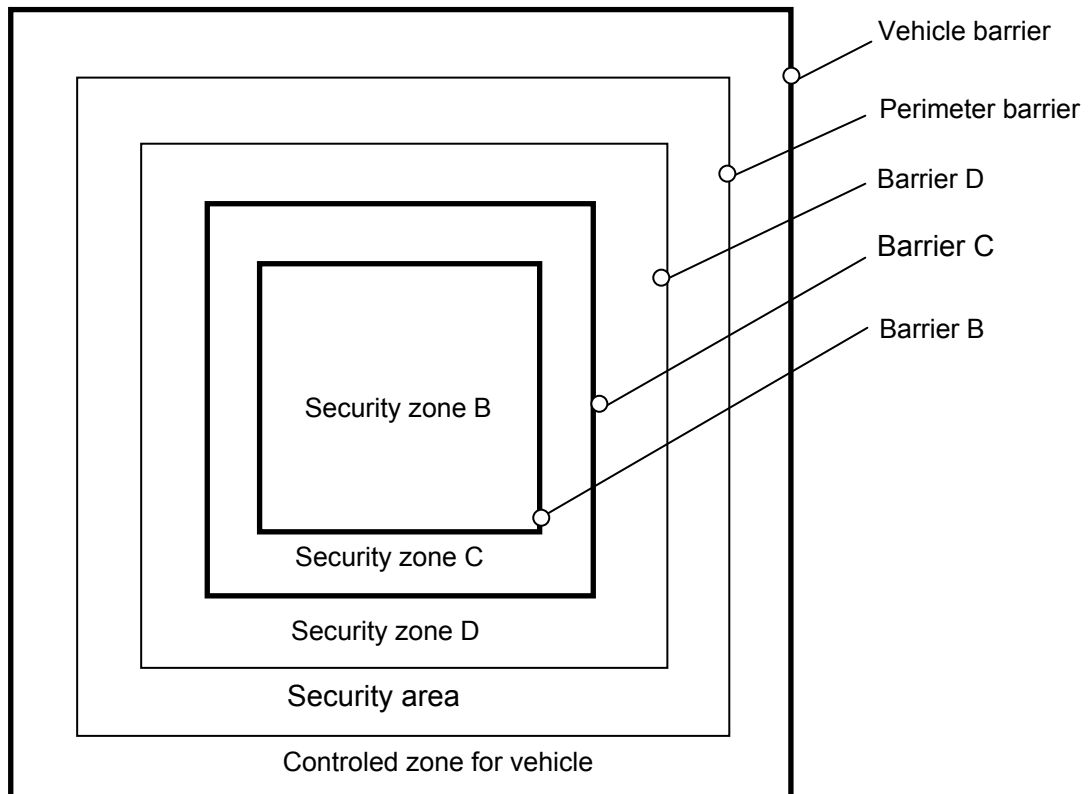 Vehicle barrier
Perimeter barrier
Barrier D
Barrier C
Barrier B
Security zone B
Security zone C
Security zone D
Security area
Controled zone for vehicle